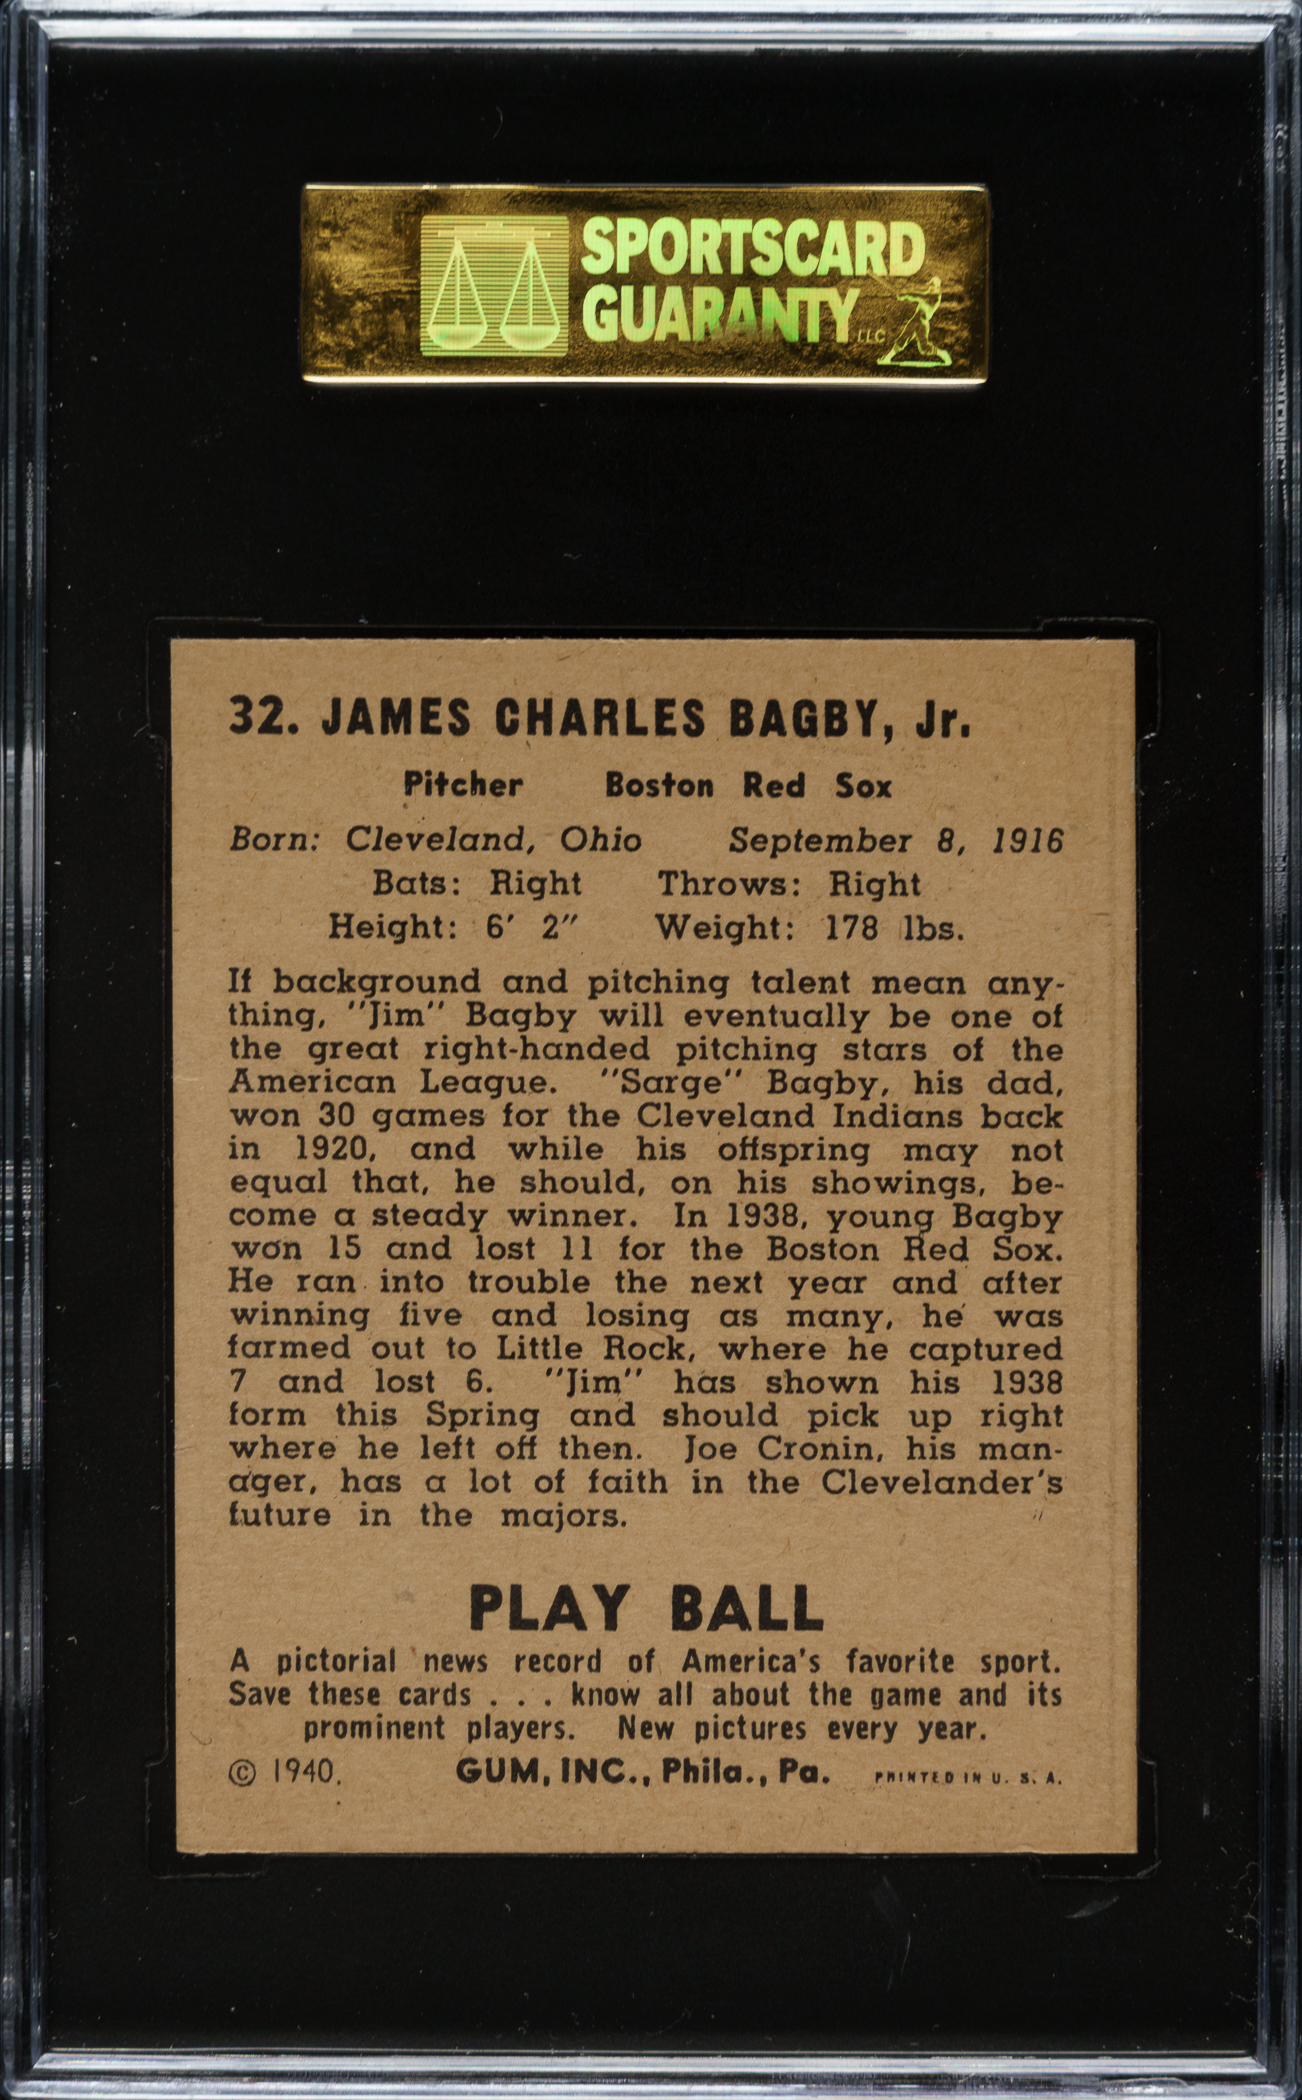 SPORTSCARD
GUARANTY LLC
32. JAMES CHARLES BAGBY, Jr.
Pitcher Boston Red Sox
Born: Cleveland, Ohio September 8, 1916
Bats: Right Throws: Right
Height: 6′ 2″ Weight: 178 lbs.
If background and pitching talent mean any-
thing, "Jim" Bagby will eventually be one of
the great right-handed pitching stars of the
American League. "Sarge" Bagby, his dad,
won 30 games for the Cleveland Indians back
in 1920, and while his offspring may not
equal that, he should, on his showings, be-
come a steady winner. In 1938, young Bagby
won 15 and lost 11 for the Boston Red Sox.
He ran into trouble the next year and after
winning five and losing as many, he was
farmed out to Little Rock, where he captured
7 and lost 6. "Jim" has shown his 1938
form this Spring and should pick up right
where he left off then. Joe Cronin, his man-
ager, has a lot of faith in the Clevelander's
future in the majors.
PLAY BALL
A pictorial news record of America's favorite sport.
Save these cards . . . know all about the game and its
prominent players. New pictures every year.
© 1940. GUM, INC., Phila., Pa. PRINTED IN U. S. A.